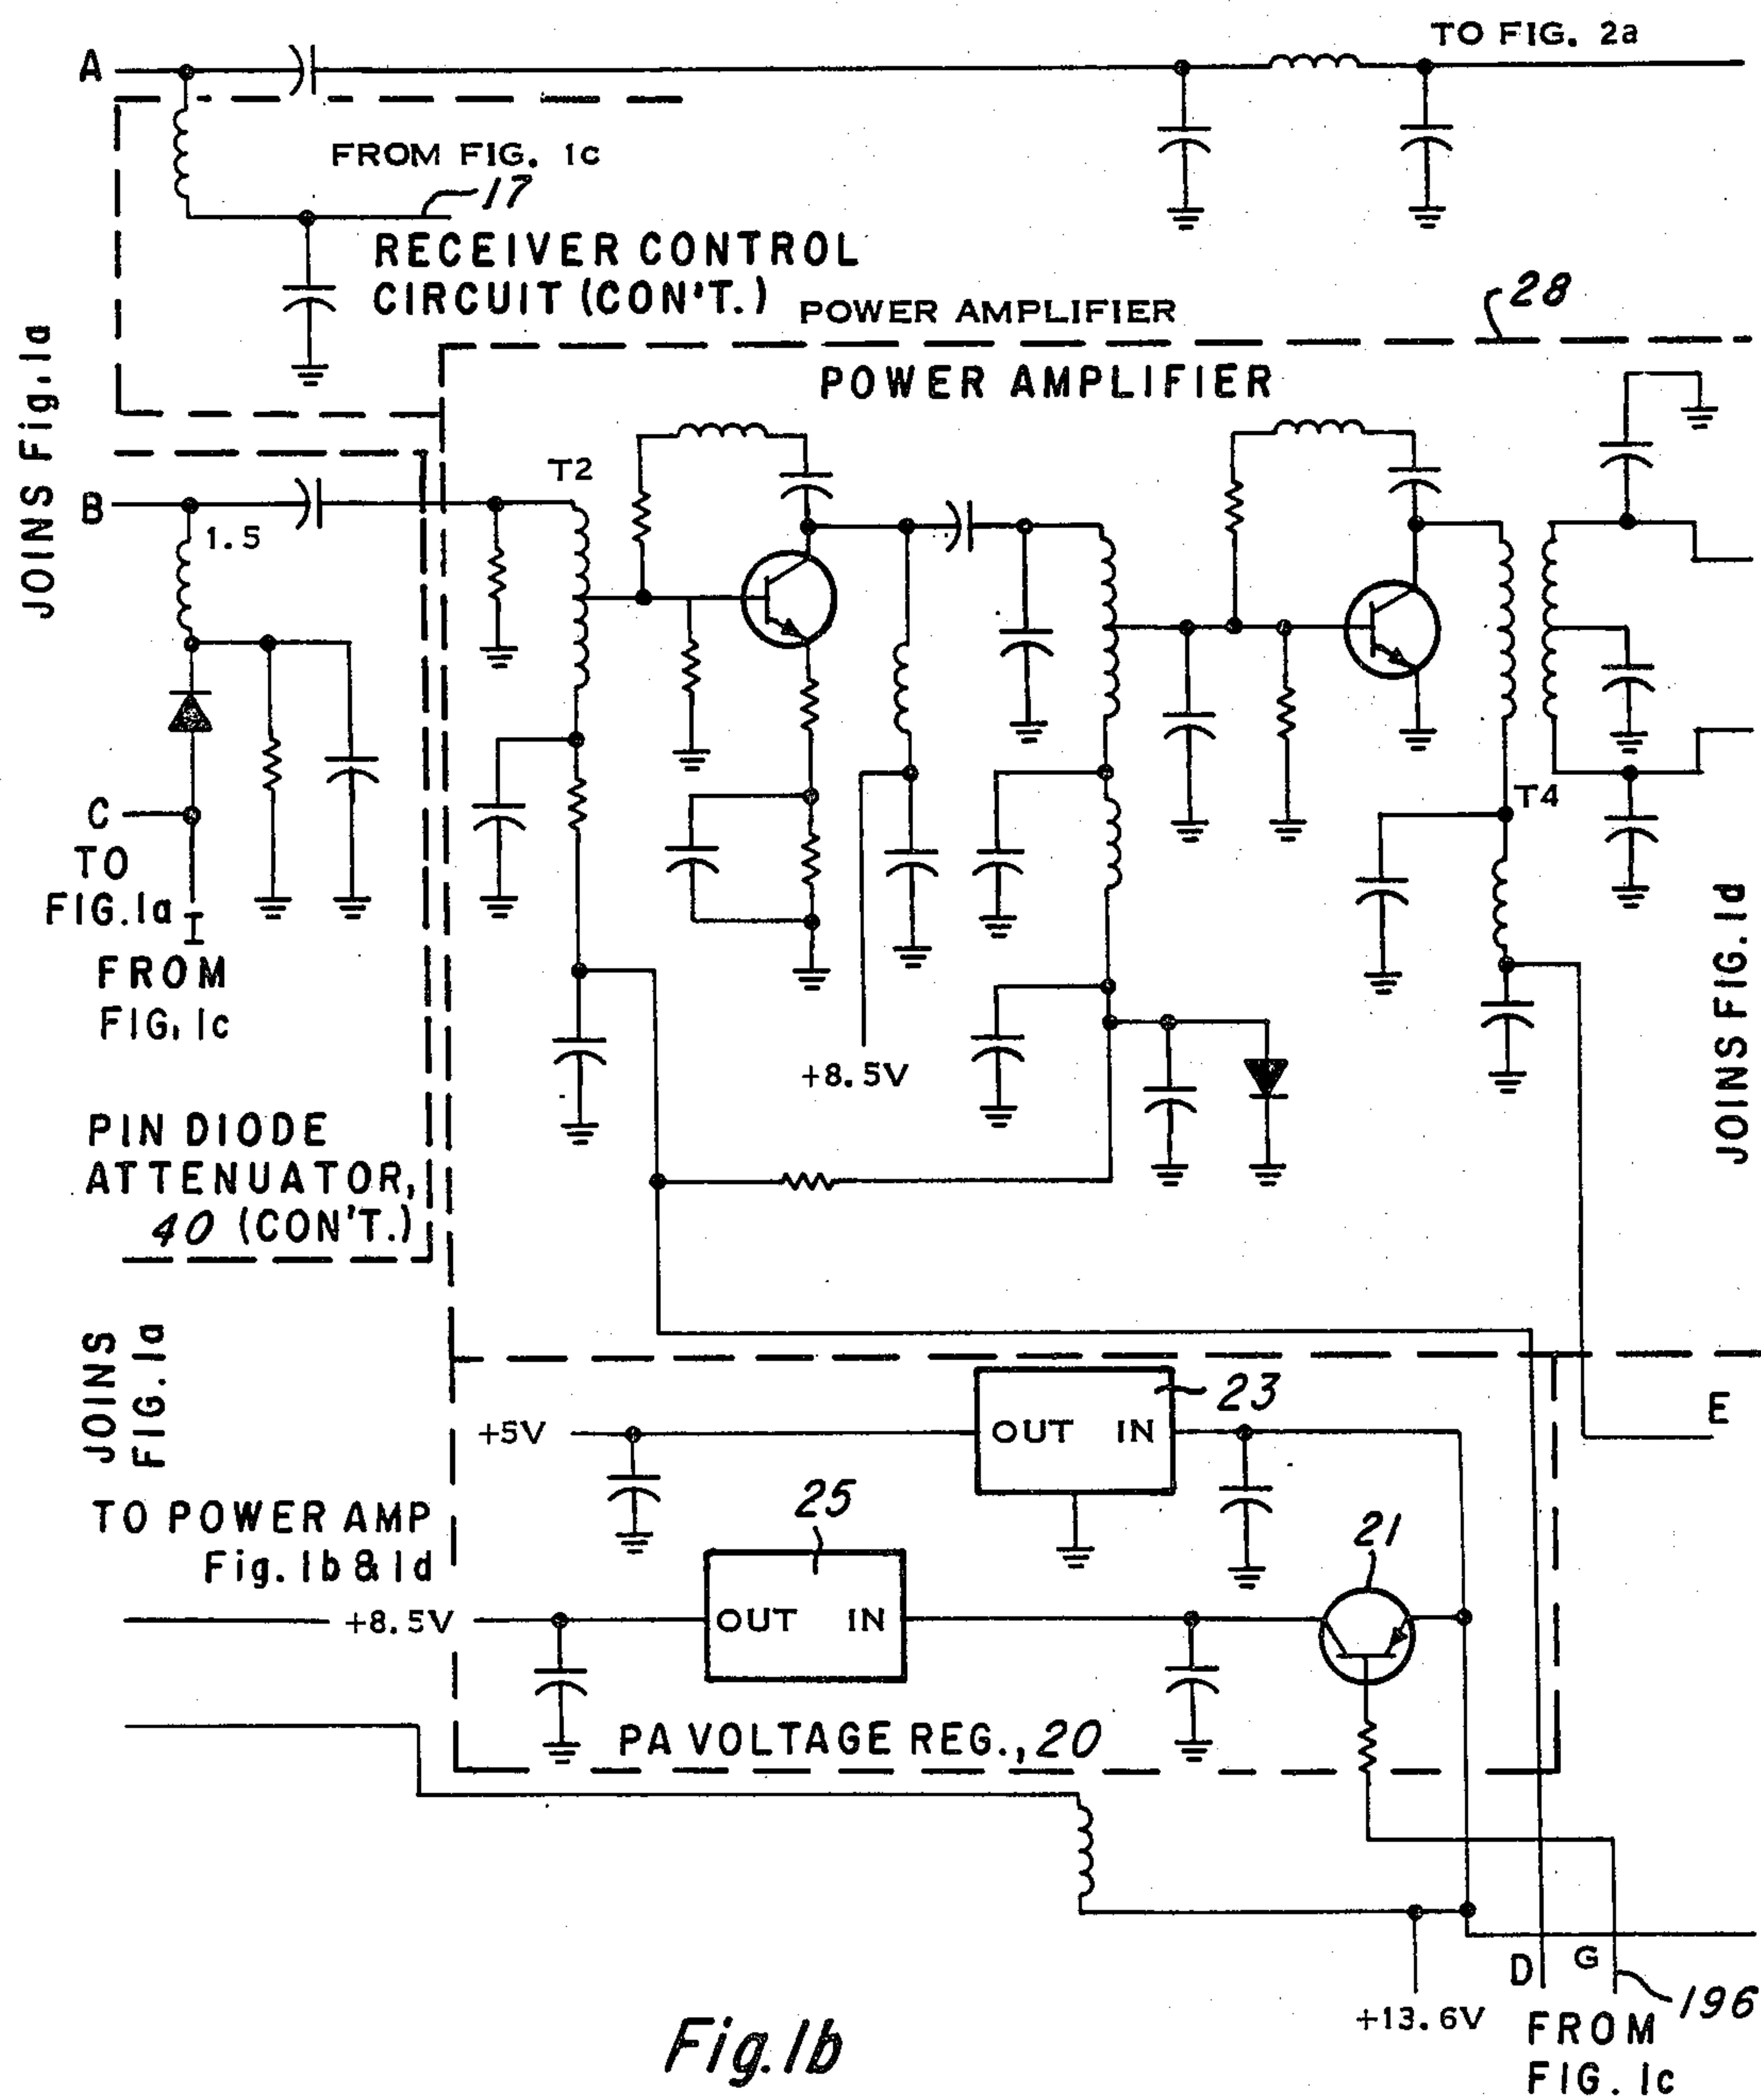 TO FIG. 2a
A
FROM FIG. 1c
17
RECEIVER CONTROL
CIRCUIT (CON'T.)
POWER AMPLIFIER
28
POWER AMPLIFIER
JOINS Fig.1a
T2
B
1.5
T4
C
TO
FIG.1a
I
FROM
FIG. 1c
+8.5V
JOINS FIG.1d
PIN DIODE
ATTENUATOR,
40 (CON'T.)
JOINS
FIG.1a
23
+5V
OUT IN
E
25
TO POWER AMP
Fig. 1b & 1d
21
+8.5V
OUT IN
PA VOLTAGE REG., 20
D
G
196
+13.6V
FROM
FIG. 1c
Fig.1b